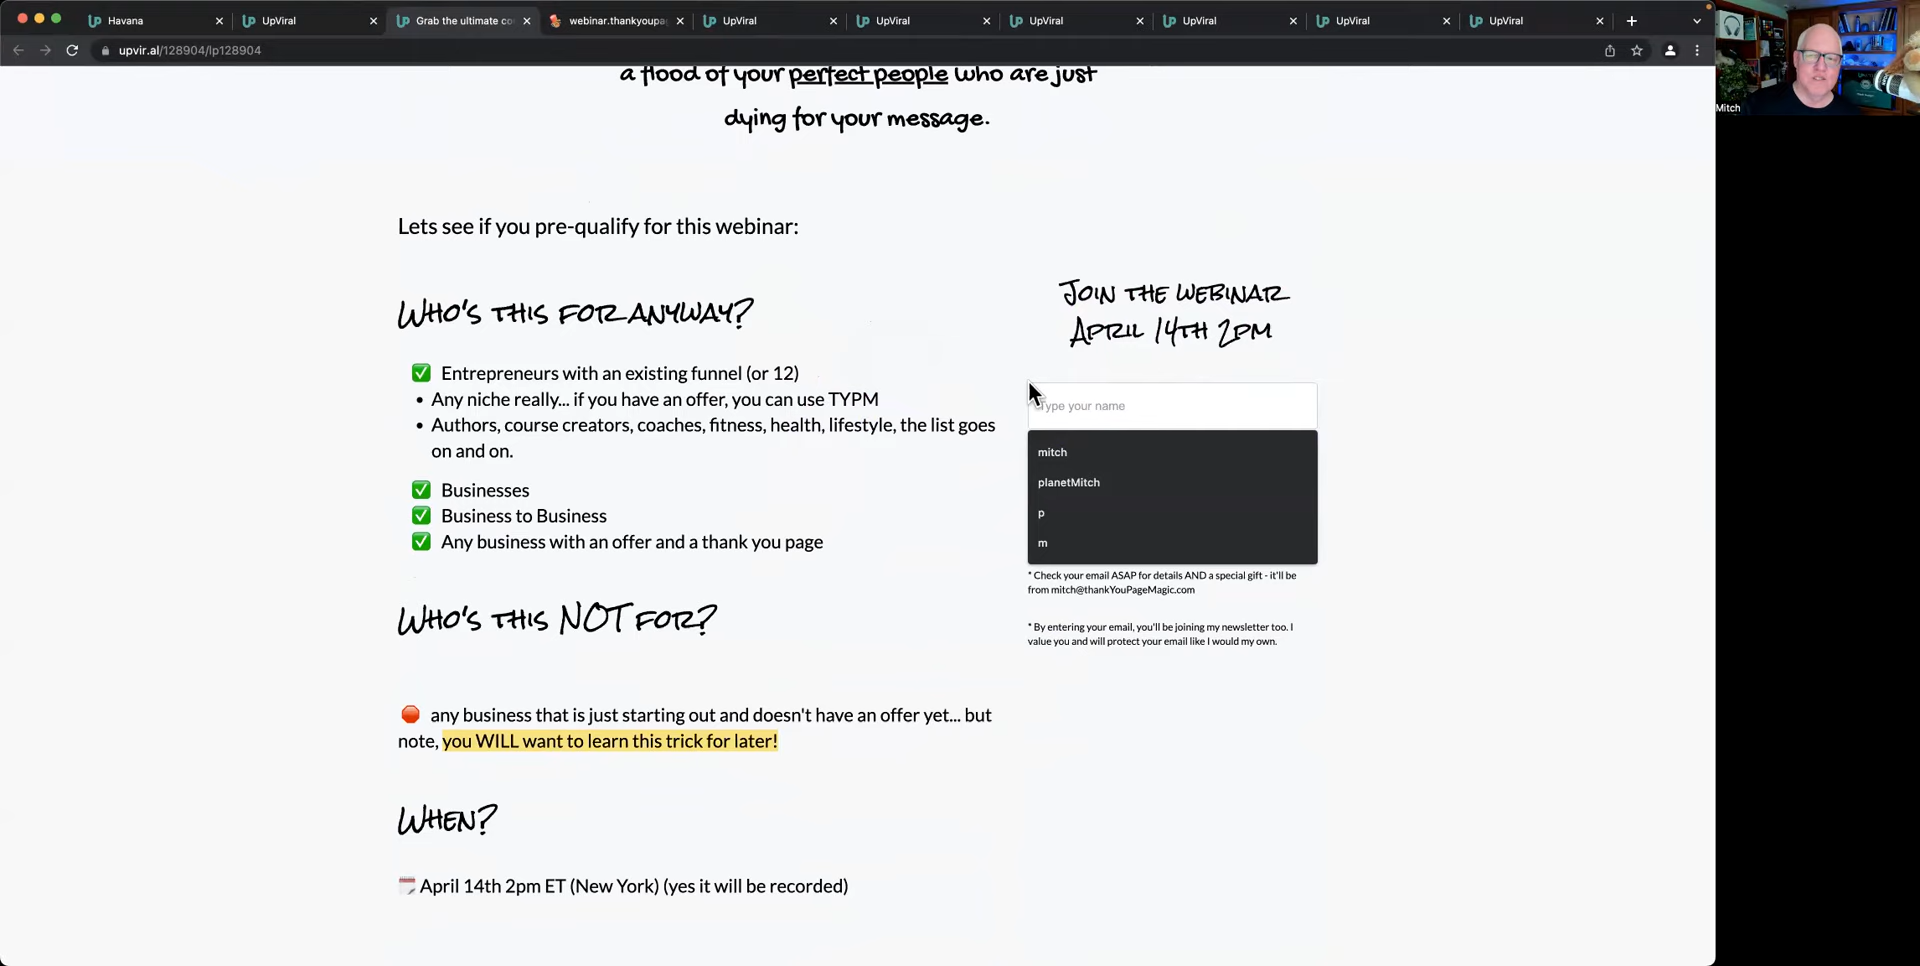 Havana
UpViral
Grab the ultimate co
webinar.thankyoupa
UpViral
UpViral
UpViral
UpViral
UpViral
UpViral
upvir.al/128904/lp128904
Mitch
a flood of your perfect people who are just
dying for your message.
Lets see if you pre-qualify for this webinar:
Who's this for anyway?
✅ Entrepreneurs with an existing funnel (or 12)
• Any niche really... if you have an offer, you can use TYPM
• Authors, course creators, coaches, fitness, health, lifestyle, the list goes
on and on.
✅ Businesses
✅ Business to Business
✅ Any business with an offer and a thank you page
Who's this NOT for?
🛑 any business that is just starting out and doesn't have an offer yet... but
note, you WILL want to learn this trick for later!
When?
April 14th 2pm ET (New York) (yes it will be recorded)
Join the webinar
April 14th 2pm
Type your name
mitch
planetMitch
p
m
* Check your email ASAP for details AND a special gift - it'll be
from mitch@thankYouPageMagic.com
* By entering your email, you'll be joining my newsletter too. I
value you and will protect your email like I would my own.